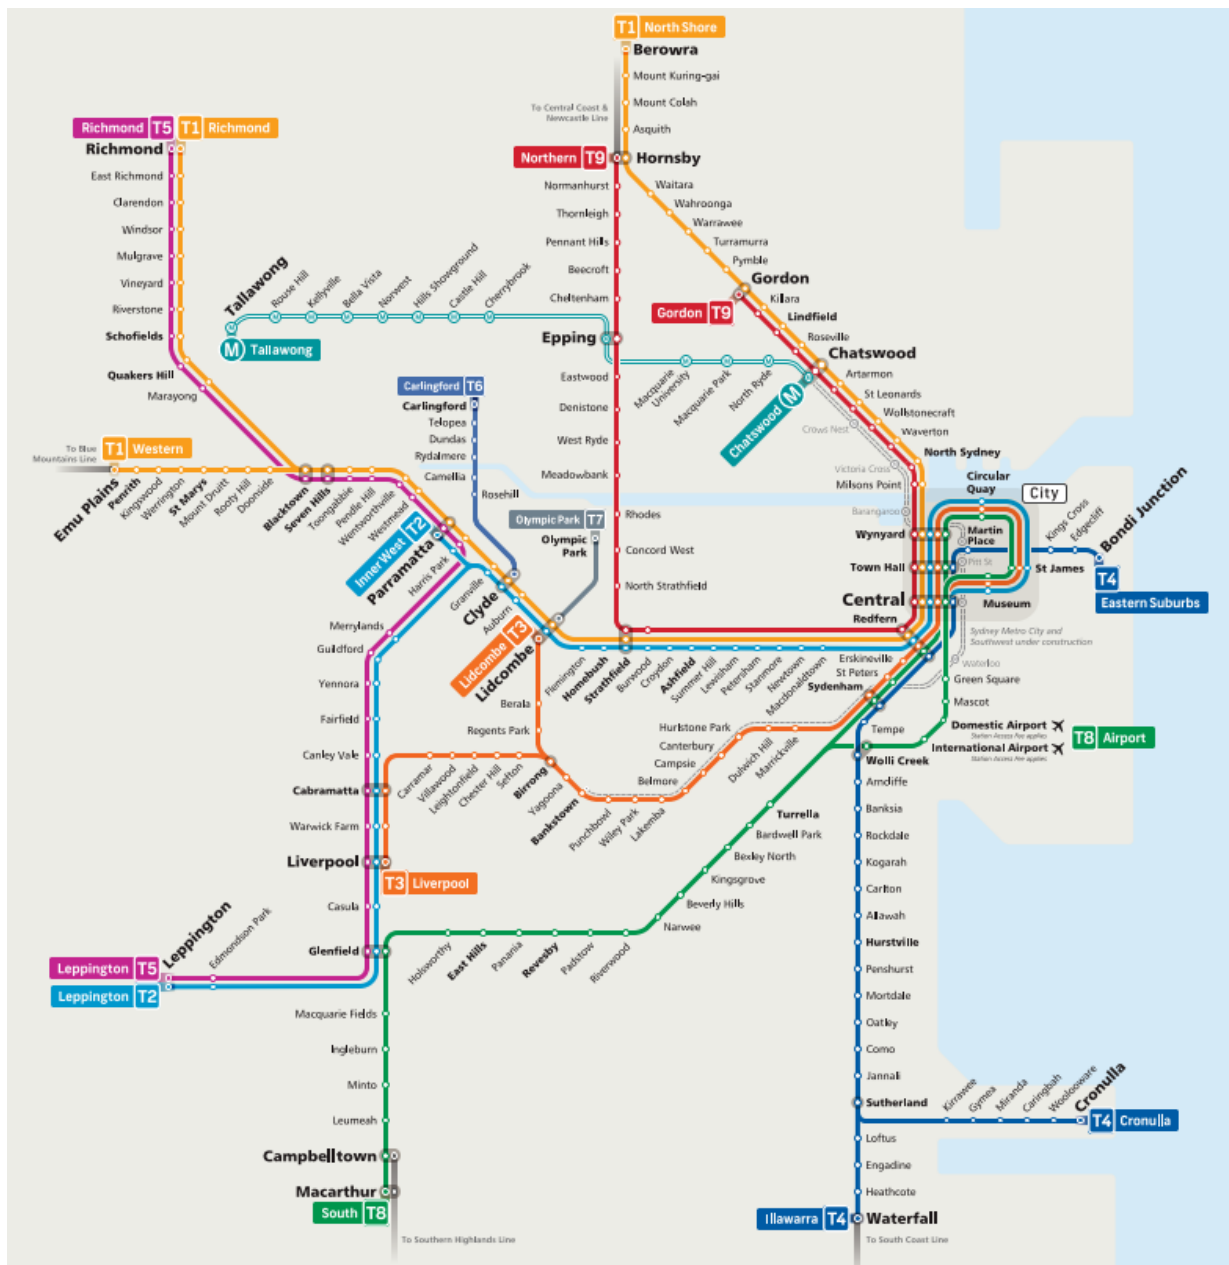 T1 North Shore
Berowra
Mount Kuring-gai
Mount Colah
To Central Coast &
Newcastle Line
Asquith
Richmond T5
T1 Richmond
Richmond
Northern T9
Hornsby
East Richmond
Clarendon
Windsor
Mulgrave
Vineyard
Riverstone
Schofields
Quakers Hill
Marayong
Normanhurst
Thornleigh
Pennant Hills
Beecroft
Cheltenham
Waitara
Wahroonga
Warrawee
Turramurra
Pymble
Gordon
Gordon T9
Killara
Lindfield
Roseville
Chatswood
Tallawong
Rouse Hill
Kellyville
Bella Vista
Norwest
Hills Showground
Castle Hill
Cherrybrook
M Tallawong
Epping
Macquarie
University
Macquarie Park
North Ryde
Chatswood M
Artarmon
St Leonards
Wollstonecraft
Waverton
North Sydney
Crows Nest
Victoria Cross
Milsons Point
Barangaroo
Carlingford T6
Carlingford
Telopea
Dundas
Rydalmere
Camellia
Rosehill
Eastwood
Denistone
West Ryde
Meadowbank
Rhodes
Concord West
North Strathfield
Olympic Park T7
Olympic
Park
To Blue
Mountains Line
T1 Western
Emu Plains
Penrith
Kingswood
Werrington
St Marys
Mount Druitt
Rooty Hill
Doonside
Blacktown
Seven Hills
Toongabbie
Pendle Hill
Wentworthville
Westmead
Inner West T2
Parramatta
Harris Park
Granville
Clyde
Auburn
Lidcombe T3
Lidcombe
Circular
Quay
City
Wynyard
Martin
Place
Town Hall
Pitt St
St James
Kings Cross
Edgecliff
Bondi Junction
T4
Eastern Suburbs
Central
Museum
Redfern
Sydney Metro City and
Southwest under construction
Waterloo
Flemington
Homebush
Strathfield
Burwood
Croydon
Ashfield
Summer Hill
Lewisham
Petersham
Stanmore
Newtown
Macdonaldtown
Erskineville
St Peters
Sydenham
Green Square
Mascot
Domestic Airport
Station Access Fee applies
International Airport
Station Access Fee applies
T8 Airport
Tempe
Wolli Creek
Merrylands
Guildford
Yennora
Fairfield
Canley Vale
Cabramatta
Warwick Farm
Liverpool
T3 Liverpool
Casula
Glenfield
Berala
Regents Park
Carramar
Villawood
Leightonfield
Chester Hill
Sefton
Birrong
Yagoona
Bankstown
Punchbowl
Wiley Park
Lakemba
Belmore
Campsie
Canterbury
Hurlstone Park
Dulwich Hill
Marrickville
Turrella
Bardwell Park
Bexley North
Kingsgrove
Beverly Hills
Narwee
Riverwood
Padstow
Revesby
Panania
East Hills
Holsworthy
Leppington
Edmondson Park
Leppington T5
Leppington T2
Macquarie Fields
Ingleburn
Minto
Leumeah
Campbelltown
Macarthur
South T8
To Southern Highlands Line
Arncliffe
Banksia
Rockdale
Kogarah
Carlton
Allawah
Hurstville
Penshurst
Mortdale
Oatley
Como
Jannali
Sutherland
Kirrawee
Gymea
Miranda
Caringbah
Woolooware
Cronulla
T4 Cronulla
Loftus
Engadine
Heathcote
Illawarra T4
Waterfall
To South Coast Line